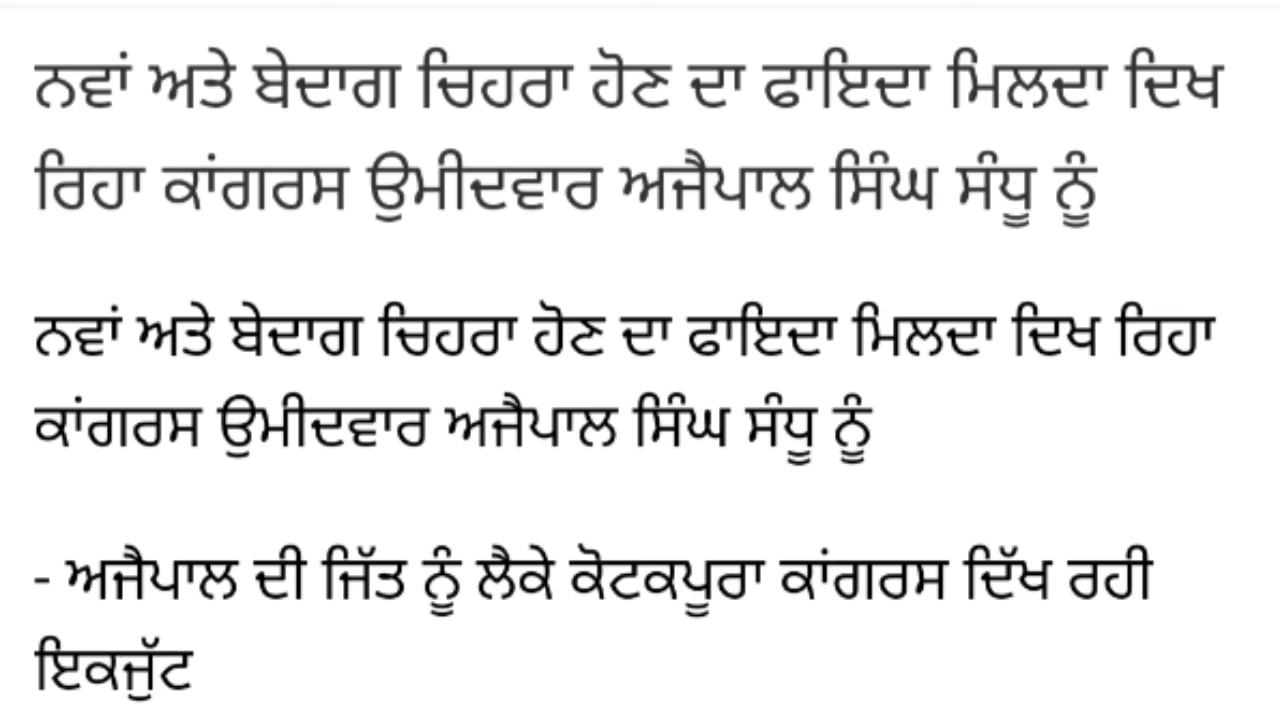 ਨਵਾਂ ਅਤੇ ਬੇਦਾਗ ਚਿਹਰਾ ਹੋਣ ਦਾ ਫਾਇਦਾ ਮਿਲਦਾ ਦਿਖ
ਰਿਹਾ ਕਾਂਗਰਸ ਉਮੀਦਵਾਰ ਅਜੈਪਾਲ ਸਿੰਘ ਸੰਧੂ ਨੂੰ
ਨਵਾਂ ਅਤੇ ਬੇਦਾਗ ਚਿਹਰਾ ਹੋਣ ਦਾ ਫਾਇਦਾ ਮਿਲਦਾ ਦਿਖ ਰਿਹਾ
ਕਾਂਗਰਸ ਉਮੀਦਵਾਰ ਅਜੈਪਾਲ ਸਿੰਘ ਸੰਧੂ ਨੂੰ
- ਅਜੈਪਾਲ ਦੀ ਜਿੱਤ ਨੂੰ ਲੈਕੇ ਕੋਟਕਪੂਰਾ ਕਾਂਗਰਸ ਦਿੱਖ ਰਹੀ
ਇਕਜੁੱਟ